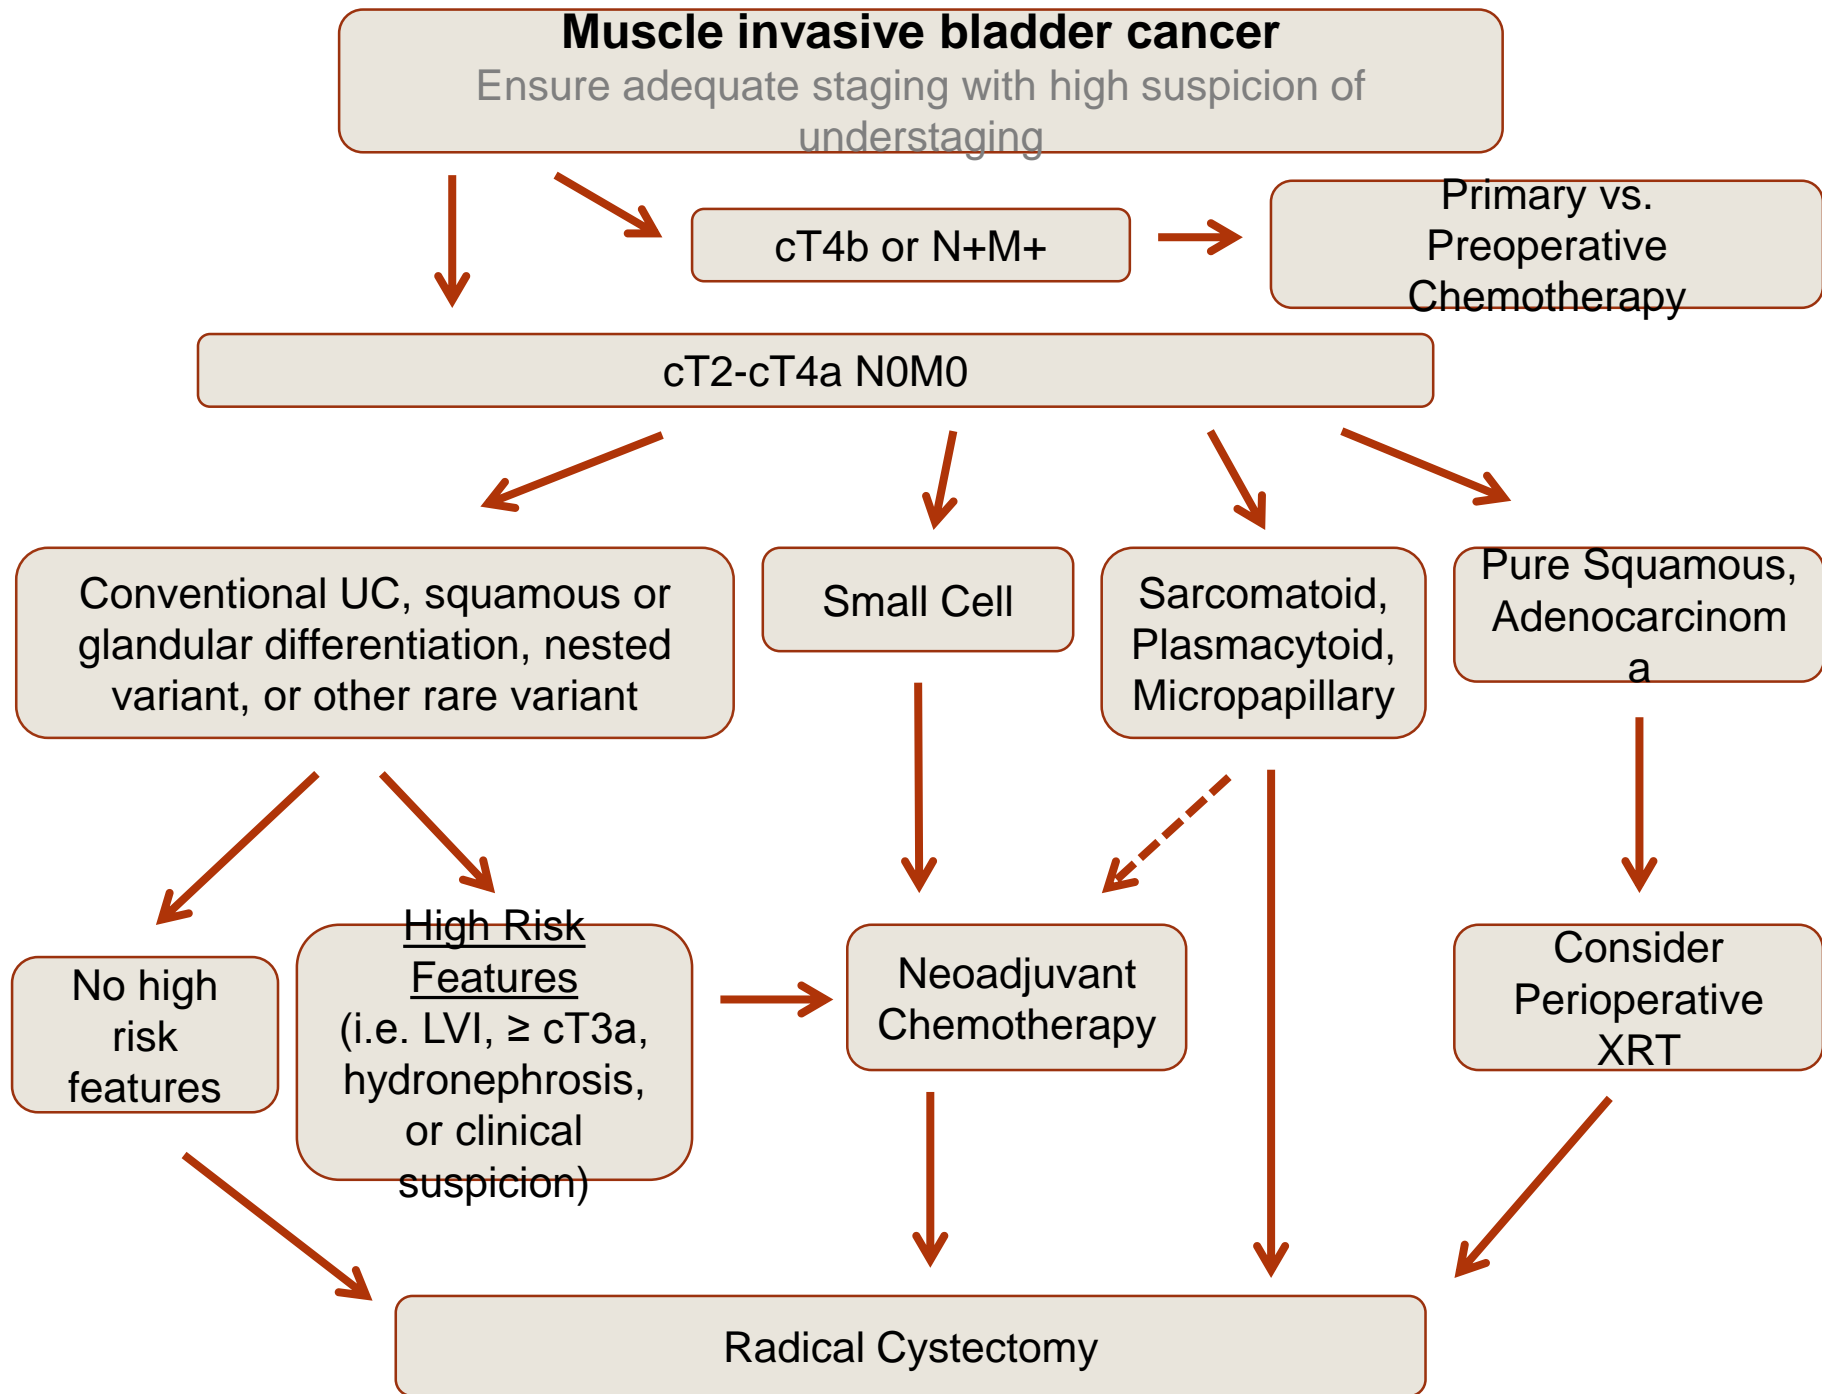 Muscle invasive bladder cancer
Ensure adequate staging with high suspicion of
understaging
cT4b or N+M+
Primary vs.
Preoperative
Chemotherapy
cT2-cT4a N0M0
Conventional UC, squamous or
glandular differentiation, nested
variant, or other rare variant
Small Cell
Sarcomatoid,
Plasmacytoid,
Micropapillary
Pure Squamous,
Adenocarcinom
a
No high
risk
features
High Risk
Features
(i.e. LVI, ≥ cT3a,
hydronephrosis,
or clinical
suspicion)
Neoadjuvant
Chemotherapy
Consider
Perioperative
XRT
Radical Cystectomy